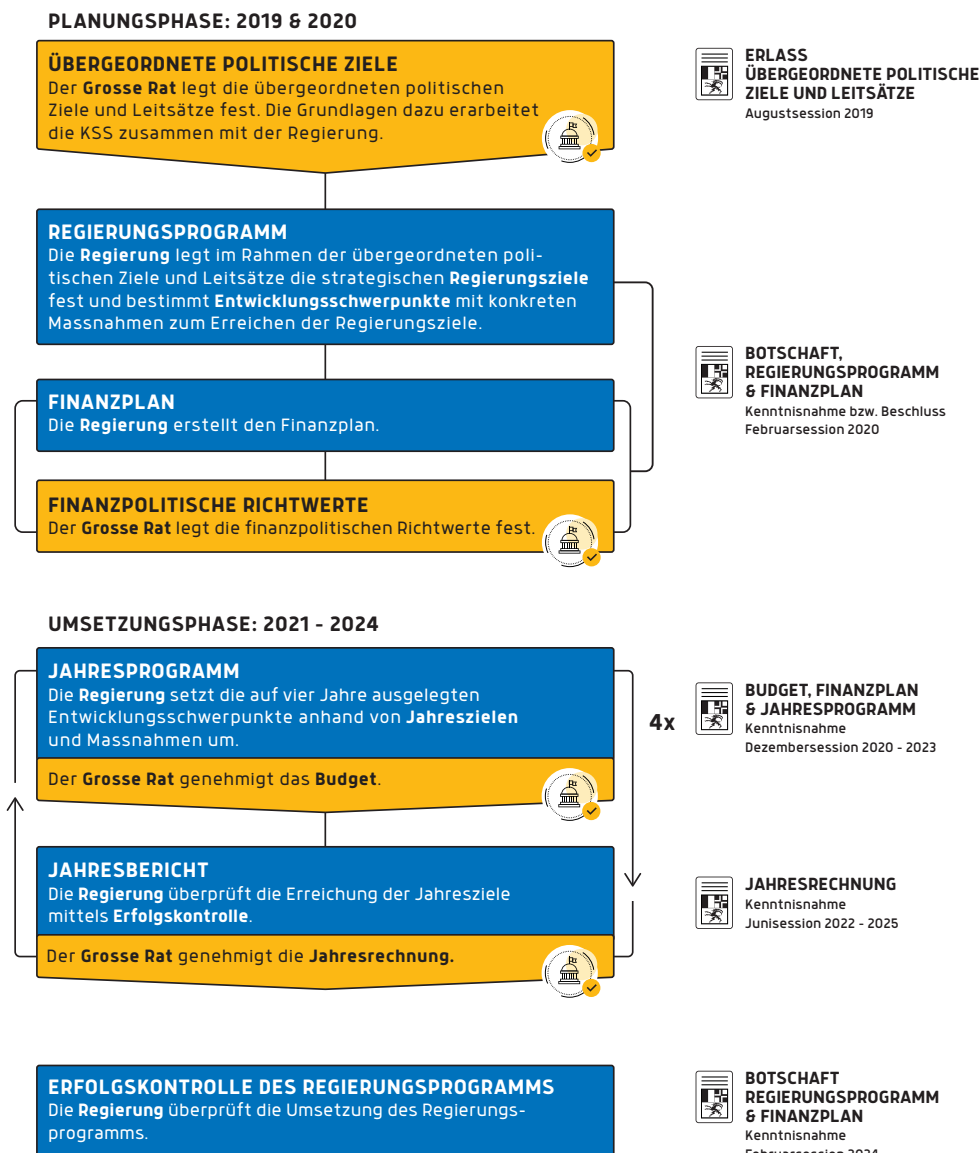 PLANUNGSPHASE: 2019 & 2020
ÜBERGEORDNETE POLITISCHE ZIELE
Der Grosse Rat legt die übergeordneten politischen
Ziele und Leitsätze fest. Die Grundlagen dazu erarbeitet
die KSS zusammen mit der Regierung.
ERLASS
ÜBERGEORDNETE POLITISCHE
ZIELE UND LEITSÄTZE
Augustsession 2019
REGIERUNGSPROGRAMM
Die Regierung legt im Rahmen der übergeordneten poli-
tischen Ziele und Leitsätze die strategischen Regierungsziele
fest und bestimmt Entwicklungsschwerpunkte mit konkreten
Massnahmen zum Erreichen der Regierungsziele.
FINANZPLAN
Die Regierung erstellt den Finanzplan.
FINANZPOLITISCHE RICHTWERTE
Der Grosse Rat legt die finanzpolitischen Richtwerte fest.
BOTSCHAFT,
REGIERUNGSPROGRAMM
& FINANZPLAN
Kenntnisnahme bzw. Beschluss
Februarsession 2020
UMSETZUNGSPHASE: 2021 - 2024
JAHRESPROGRAMM
Die Regierung setzt die auf vier Jahre ausgelegten
Entwicklungsschwerpunkte anhand von Jahreszielen
und Massnahmen um.
Der Grosse Rat genehmigt das Budget.
4x
BUDGET, FINANZPLAN
& JAHRESPROGRAMM
Kenntnisnahme
Dezembersession 2020 - 2023
JAHRESBERICHT
Die Regierung überprüft die Erreichung der Jahresziele
mittels Erfolgskontrolle.
Der Grosse Rat genehmigt die Jahresrechnung.
JAHRESRECHNUNG
Kenntnisnahme
Junisession 2022 - 2025
ERFOLGSKONTROLLE DES REGIERUNGSPROGRAMMS
Die Regierung überprüft die Umsetzung des Regierungs-
programms.
BOTSCHAFT
REGIERUNGSPROGRAMM
& FINANZPLAN
Kenntnisnahme
Februarsession 2024